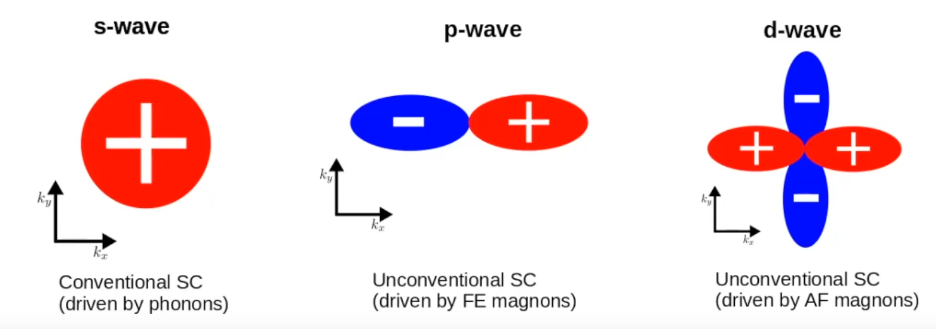 s-wave
+
k_y
k_x
Conventional SC
(driven by phonons)
p-wave
- +
k_y
k_x
Unconventional SC
(driven by FE magnons)
d-wave
-
+ +
-
k_y
k_x
Unconventional SC
(driven by AF magnons)